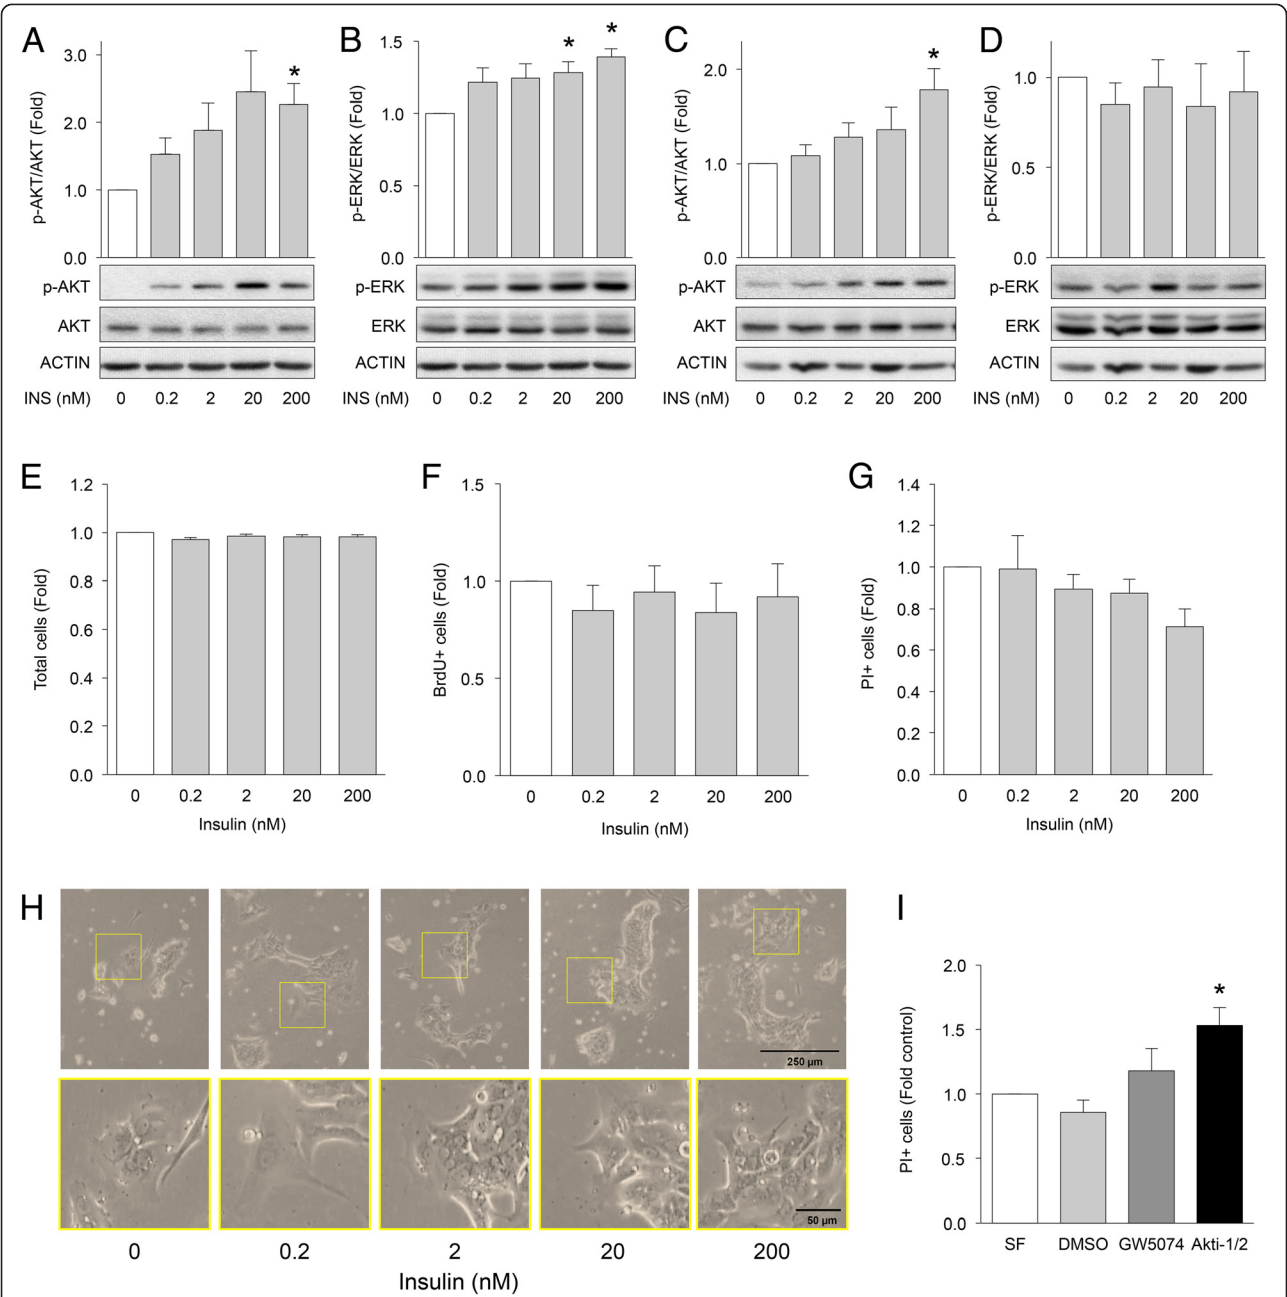 A
3.0
2.0
1.0
0.0
p-AKT/AKT (Fold)
*
p-AKT
AKT
ACTIN
INS (nM) 0 0.2 2 20 200
B
1.5
1.0
0.5
0.0
p-ERK/ERK (Fold)
* *
p-ERK
ERK
ACTIN
INS (nM) 0 0.2 2 20 200
C
2.0
1.0
0.0
p-AKT/AKT (Fold)
*
p-AKT
AKT
ACTIN
INS (nM) 0 0.2 2 20 200
D
1.0
0.5
0.0
p-ERK/ERK (Fold)
p-ERK
ERK
ACTIN
INS (nM) 0 0.2 2 20 200
E
1.2
1.0
0.8
0.6
0.4
0.2
0.0
Total cells (Fold)
0 0.2 2 20 200
Insulin (nM)
F
1.5
1.0
0.5
0.0
BrdU+ cells (Fold)
0 0.2 2 20 200
Insulin (nM)
G
1.4
1.2
1.0
0.8
0.6
0.4
0.2
0.0
PI+ cells (Fold)
0 0.2 2 20 200
Insulin (nM)
H
250 µm
50 µm
0 0.2 2 20 200
Insulin (nM)
I
2.0
1.5
1.0
0.5
0.0
PI+ cells (Fold control)
*
SF DMSO GW5074 Akti-1/2